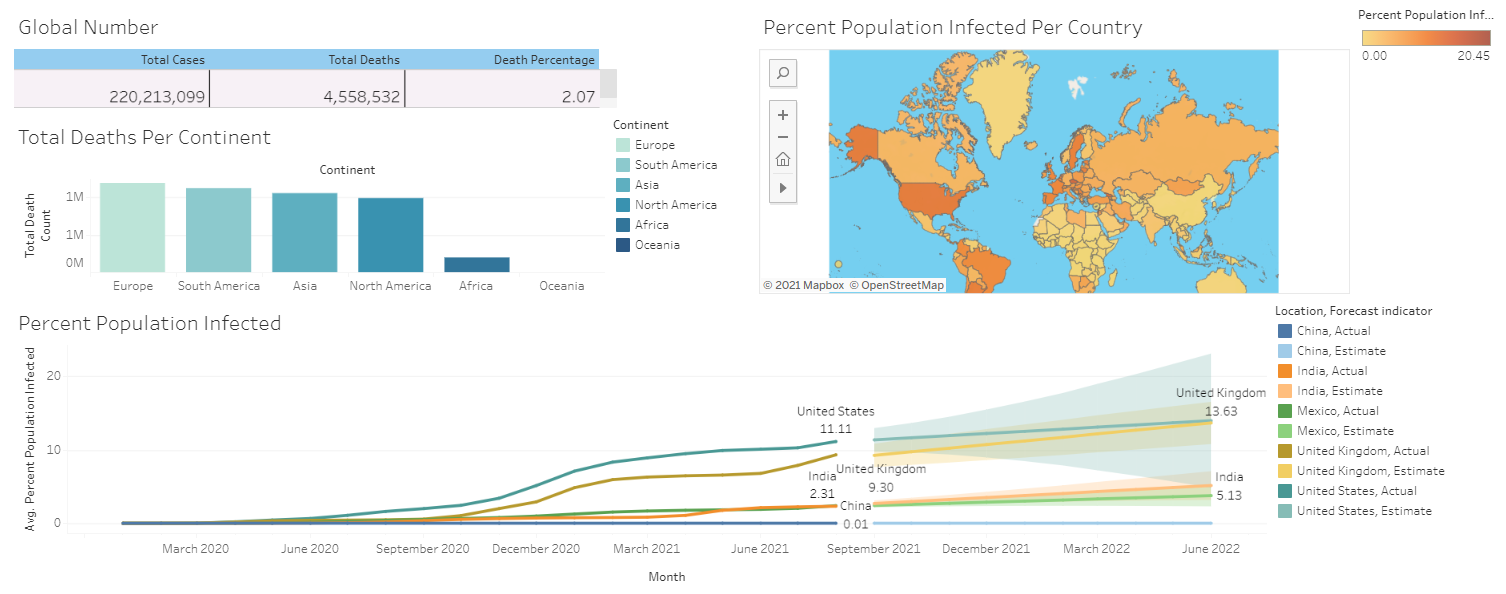 Global Number
Total Cases Total Deaths Death Percentage
220,213,099 4,558,532 2.07
Total Deaths Per Continent
Continent
Total Death
Count
1M
1M
0M
Europe South America Asia North America Africa Oceania
Continent
Europe
South America
Asia
North America
Africa
Oceania
Percent Population Infected Per Country
© 2021 Mapbox © OpenStreetMap
Percent Population Inf...
0.00 20.45
Percent Population Infected
Avg. Percent Population Infected
20
10
0
United States
11.11
United Kingdom
9.30
India
2.31
China
0.01
United Kingdom
13.63
India
5.13
March 2020 June 2020 September 2020 December 2020 March 2021 June 2021 September 2021 December 2021 March 2022 June 2022
Month
Location, Forecast indicator
China, Actual
China, Estimate
India, Actual
India, Estimate
Mexico, Actual
Mexico, Estimate
United Kingdom, Actual
United Kingdom, Estimate
United States, Actual
United States, Estimate